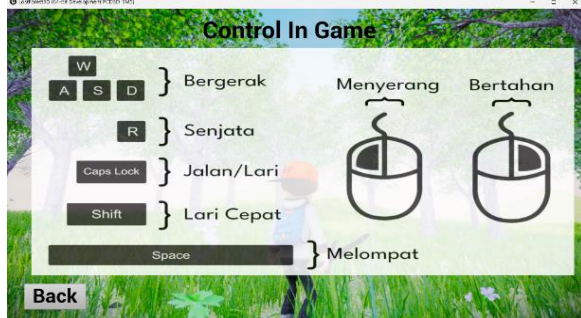 Control In Game
W
A S D
Bergerak
Menyerang
Bertahan
R
Senjata
Caps Lock
Jalan/Lari
Shift
Lari Cepat
Space
Melompat
Back